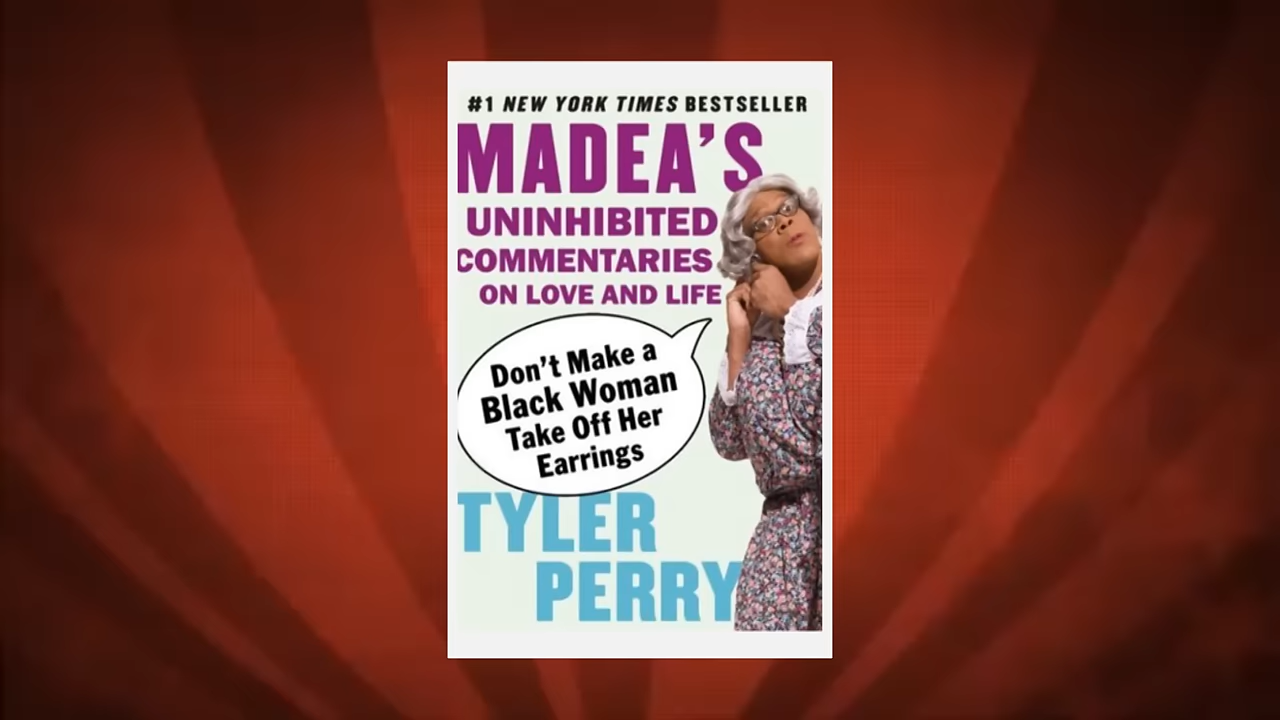 #1 NEW YORK TIMES BESTSELLER
MADEA'S
UNINHIBITED
COMMENTARIES
ON LOVE AND LIFE
Don't Make a
Black Woman
Take Off Her
Earrings
TYLER
PERRY